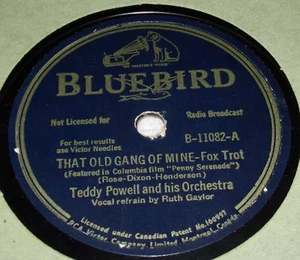 BLUEBIRD
Not Licensed for Radio Broadcast
For best results use Victor Needles
B-11082-A
THAT OLD GANG OF MINE-Fox Trot
(Featured in Columbia film "Penny Serenade")
(Rose-Dixon-Henderson)
Teddy Powell and his Orchestra
Vocal refrain by Ruth Gaylor
Licensed under Canadian Patent No. 160997
RCA-Victor Company Limited Montreal, Canada